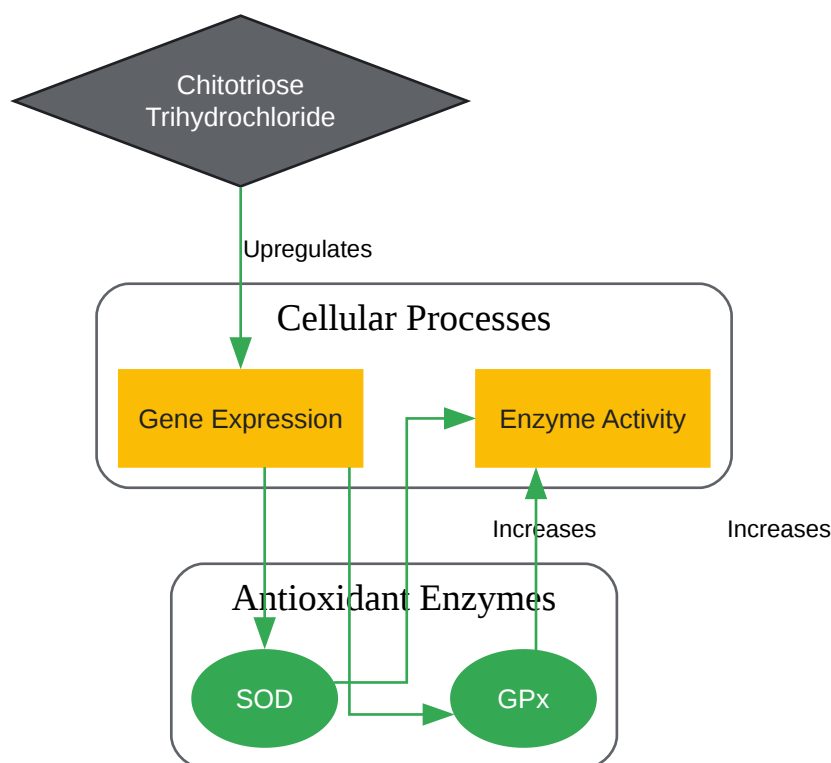 Chitotriose
Trihydrochloride
Upregulates
Cellular Processes
Gene Expression
Enzyme Activity
Increases
Increases
Antioxidant Enzymes
SOD
GPx